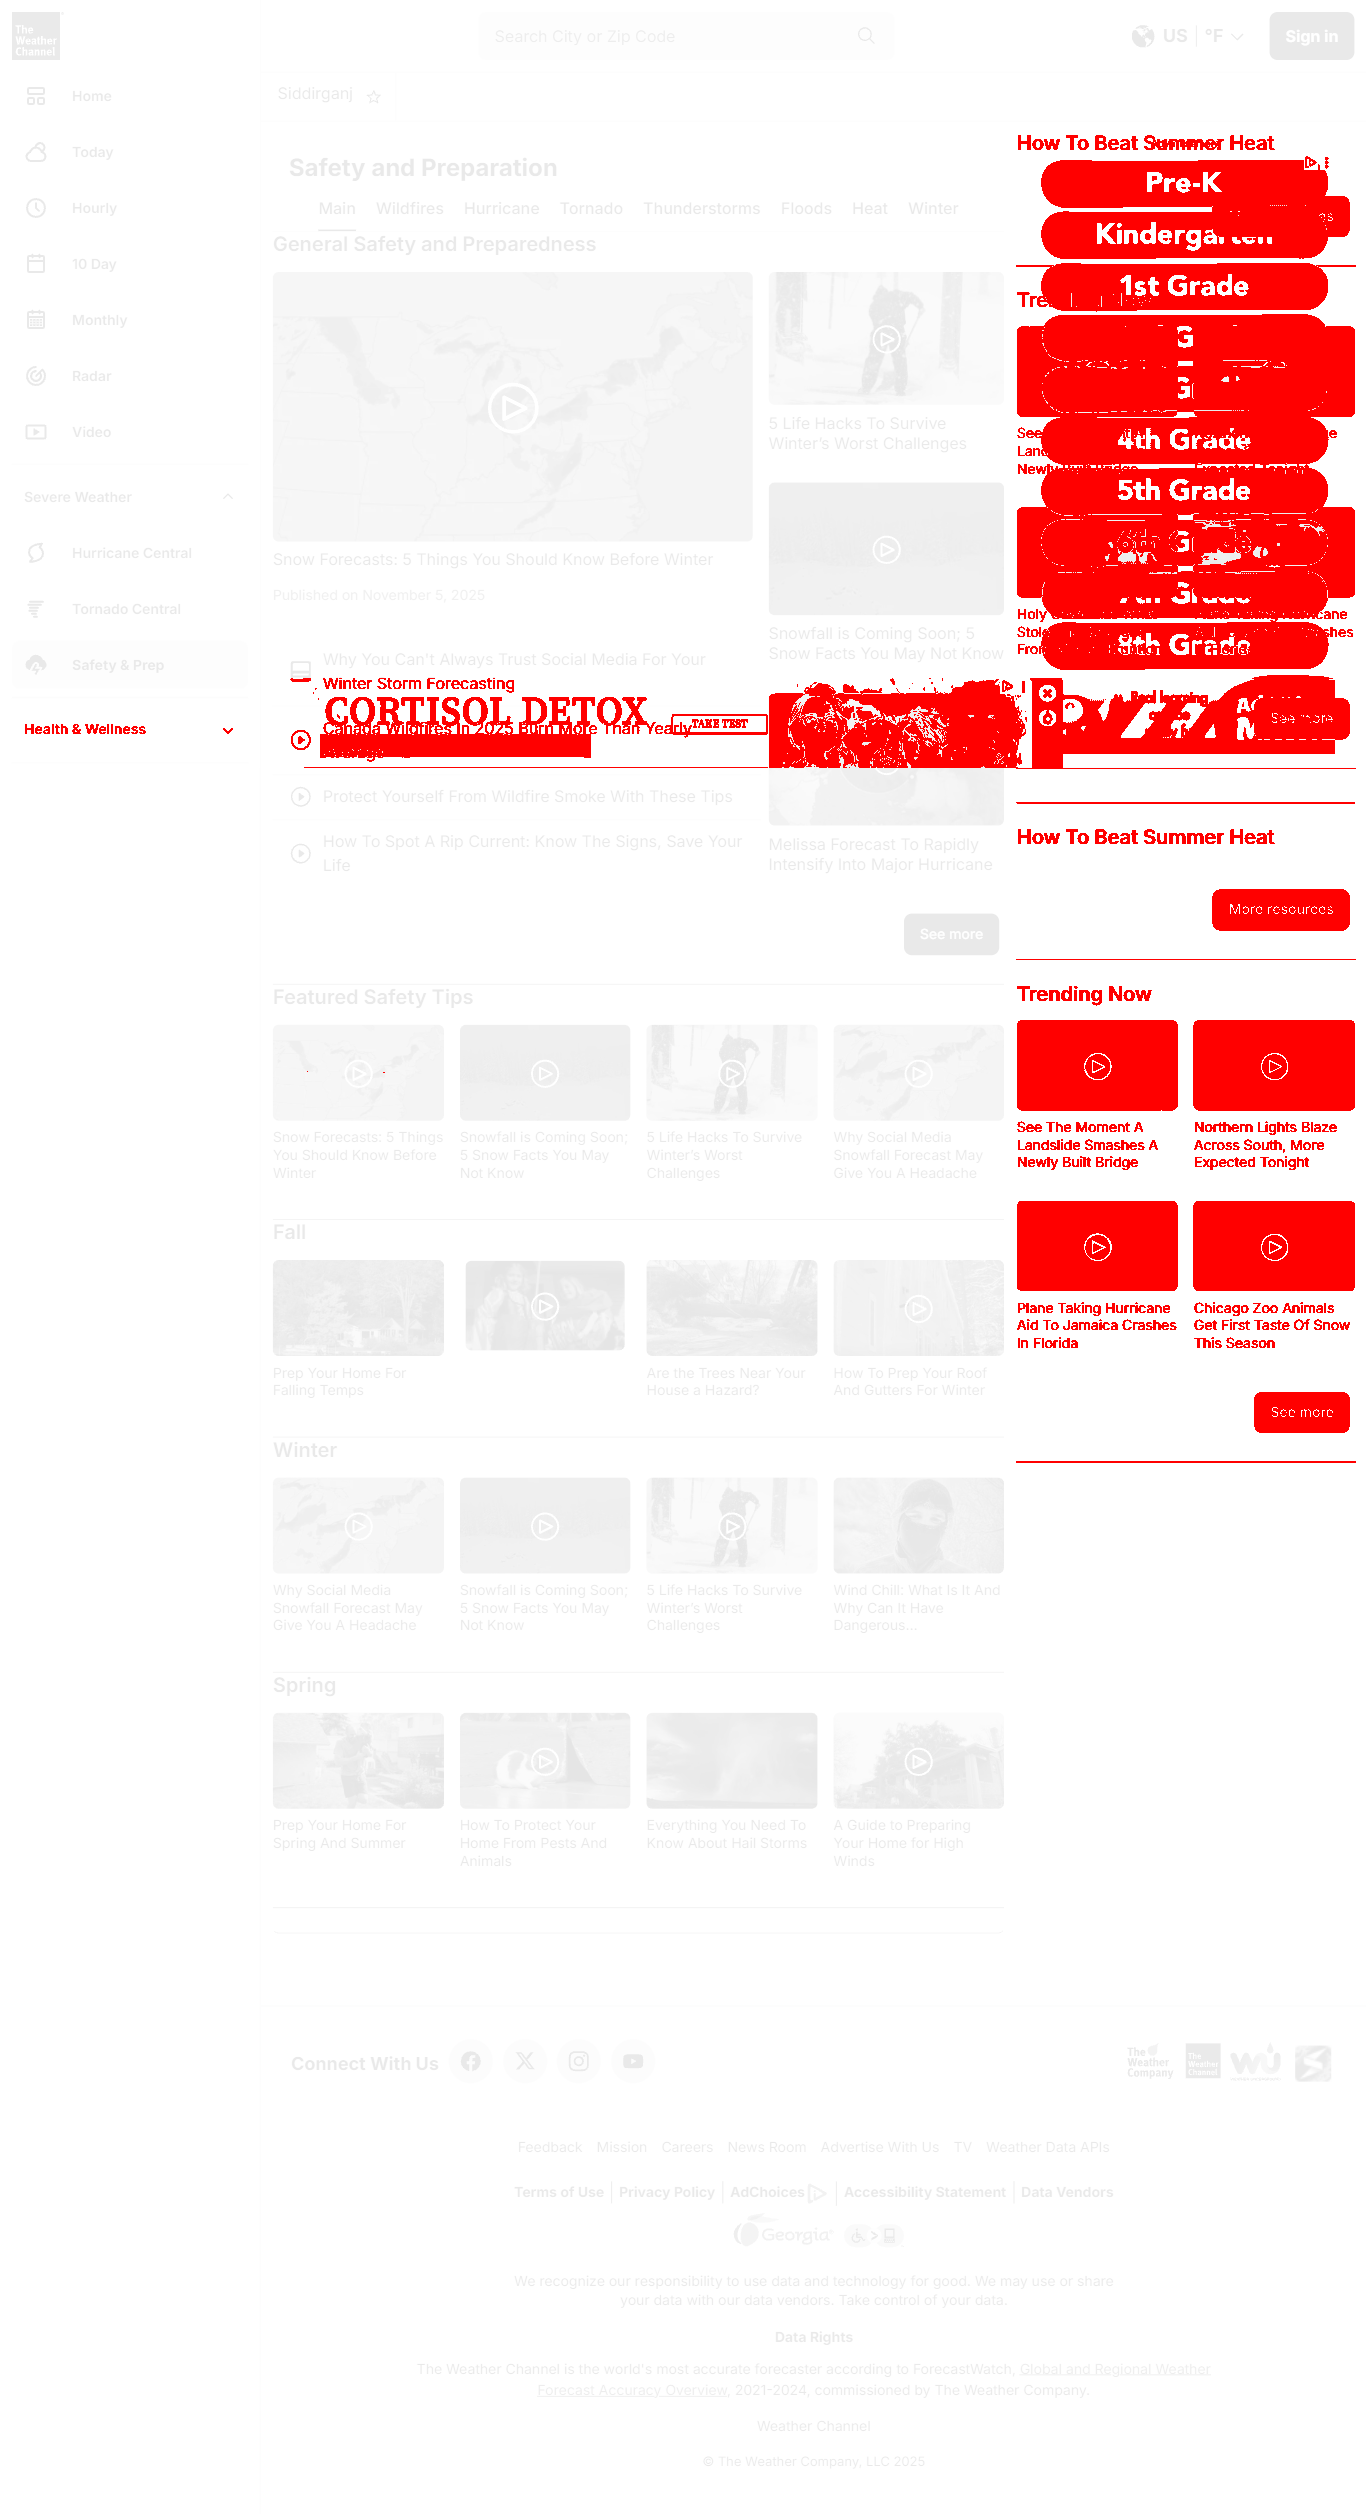 The
Weather
Channel
Search City or Zip Code
US
°F
Sign in
Home
Today
Hourly
10 Day
Monthly
Radar
Video
Severe Weather
Hurricane Central
Tornado Central
Safety & Prep
Health & Wellness
Siddirganj
Safety and Preparation
Main Wildfires Hurricane Tornado Thunderstorms Floods Heat Winter
General Safety and Preparedness
Snow Forecasts: 5 Things You Should Know Before Winter
Published on November 5, 2025
Why You Can't Always Trust Social Media For Your
Winter Storm Forecasting
CORTISOL DETOX
TAKE TEST
Canada Wildfires In 2025 Burn More Than Yearly
Average
Protect Yourself From Wildfire Smoke With These Tips
How To Spot A Rip Current: Know The Signs, Save Your
Life
5 Life Hacks To Survive
Winter's Worst Challenges
Snowfall is Coming Soon; 5
Snow Facts You May Not Know
Melissa Forecast To Rapidly
Intensify Into Major Hurricane
See more
How To Beat Summer Heat
Pre-K
Kindergarten
1st Grade
4th Grade
5th Grade
6th Grade
7th Grade
8th Grade
Newly Built Bridge
Expected Tonight
See more
How To Beat Summer Heat
More resources
Trending Now
See The Moment A
Landslide Smashes A
Newly Built Bridge
Northern Lights Blaze
Across South, More
Expected Tonight
Plane Taking Hurricane
Aid To Jamaica Crashes
In Florida
Chicago Zoo Animals
Get First Taste Of Snow
This Season
See more
Featured Safety Tips
Snow Forecasts: 5 Things
You Should Know Before
Winter
Snowfall is Coming Soon;
5 Snow Facts You May
Not Know
5 Life Hacks To Survive
Winter's Worst
Challenges
Why Social Media
Snowfall Forecast May
Give You A Headache
Fall
Prep Your Home For
Falling Temps
Are the Trees Near Your
House a Hazard?
How To Prep Your Roof
And Gutters For Winter
Winter
Why Social Media
Snowfall Forecast May
Give You A Headache
Snowfall is Coming Soon;
5 Snow Facts You May
Not Know
5 Life Hacks To Survive
Winter's Worst
Challenges
Wind Chill: What Is It And
Why Can It Have
Dangerous...
Spring
Prep Your Home For
Spring And Summer
How To Protect Your
Home From Pests And
Animals
Everything You Need To
Know About Hail Storms
A Guide to Preparing
Your Home for High
Winds
Connect With Us
The
Weather
Company
The
Weather
Channel
Feedback Mission Careers News Room Advertise With Us TV Weather Data APIs
Terms of Use Privacy Policy AdChoices Accessibility Statement Data Vendors
Georgia
We recognize our responsibility to use data and technology for good. We may use or share
your data with our data vendors. Take control of your data.
Data Rights
The Weather Channel is the world's most accurate forecaster according to ForecastWatch, Global and Regional Weather
Forecast Accuracy Overview, 2021-2024, commissioned by The Weather Company.
Weather Channel
© The Weather Company, LLC 2025